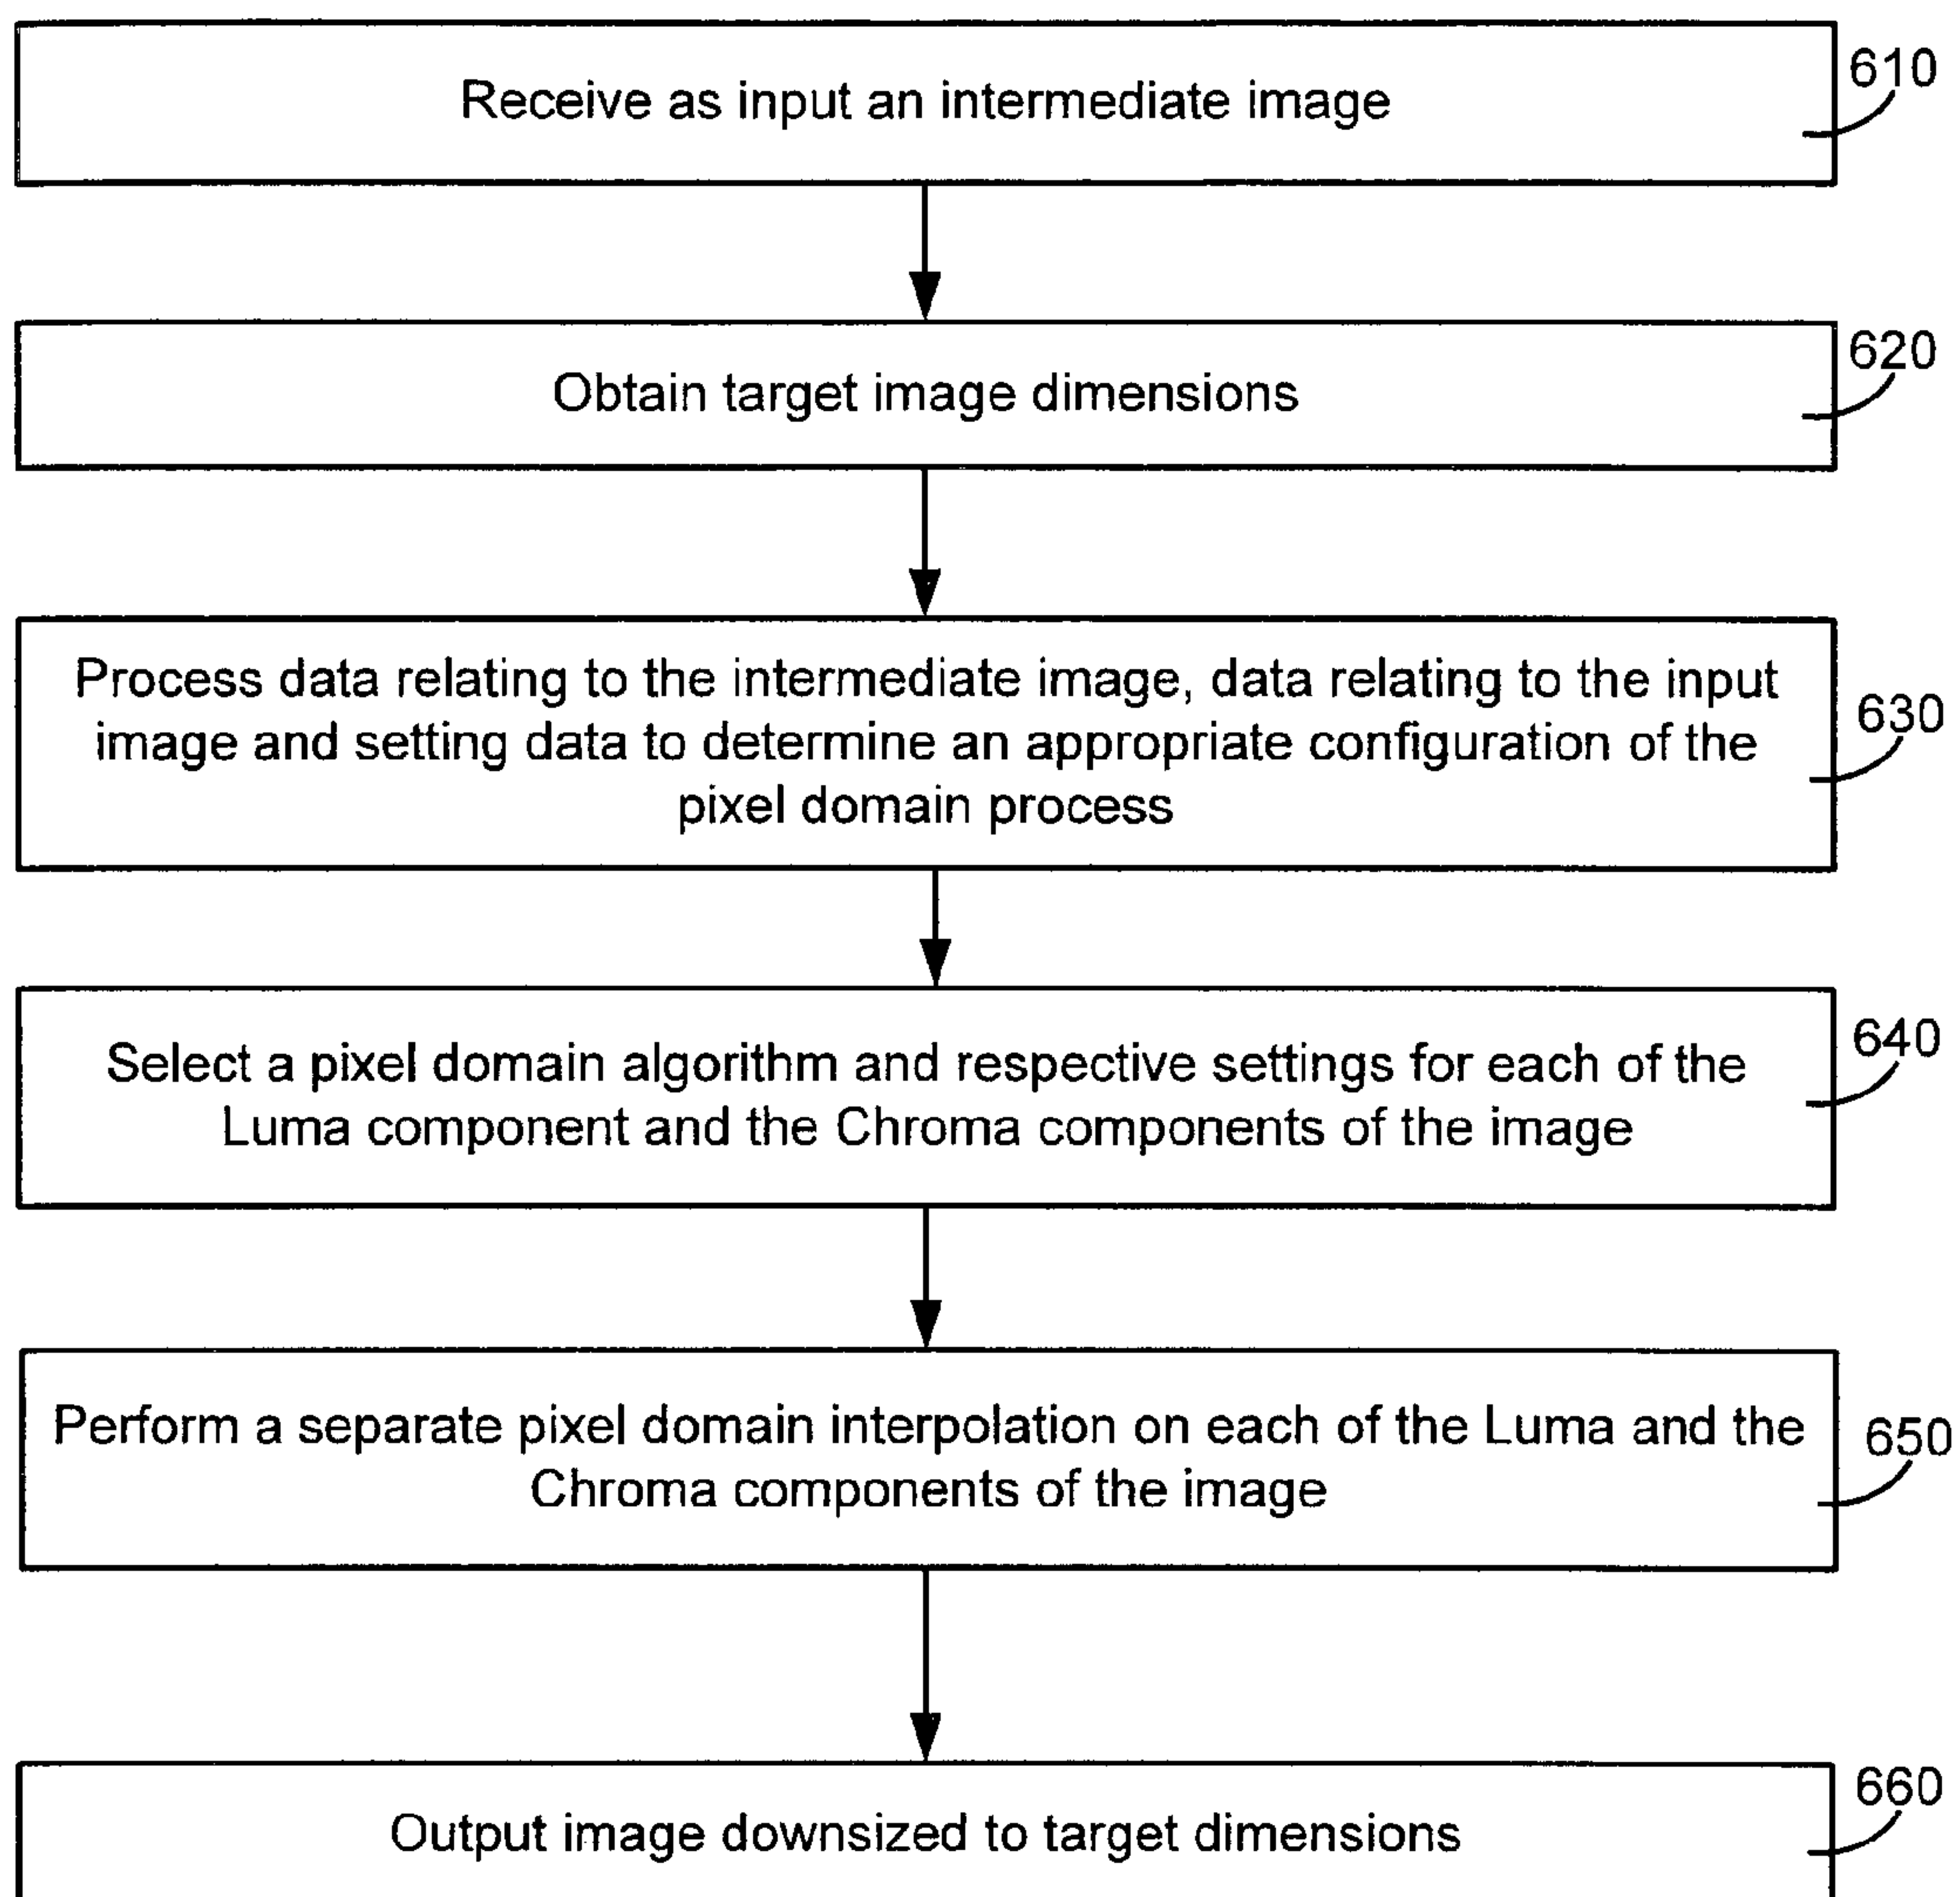 Receive as input an intermediate image
610
Obtain target image dimensions
620
Process data relating to the intermediate image, data relating to the input
image and setting data to determine an appropriate configuration of the
pixel domain process
630
Select a pixel domain algorithm and respective settings for each of the
Luma component and the Chroma components of the image
640
Perform a separate pixel domain interpolation on each of the Luma and the
Chroma components of the image
650
Output image downsized to target dimensions
660